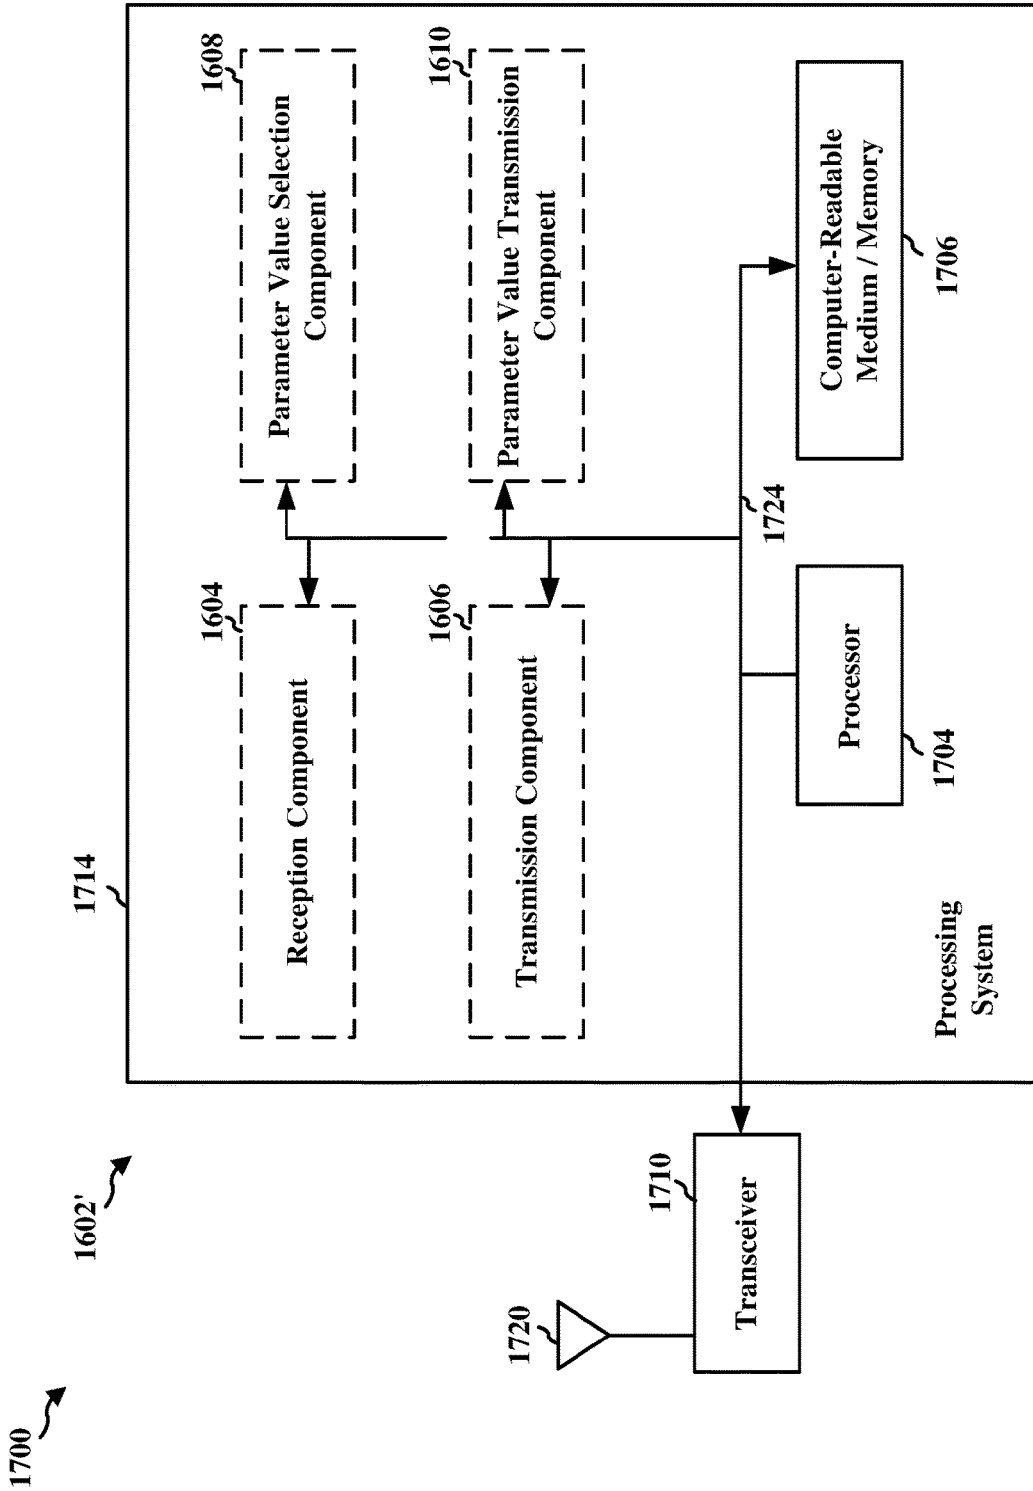 1700
1602'
1714
1604
Reception Component
1608
Parameter Value Selection
Component
1606
Transmission Component
1610
Parameter Value Transmission
Component
1720
1710
Transceiver
1724
Processor
1704
Computer-Readable
Medium / Memory
1706
Processing
System